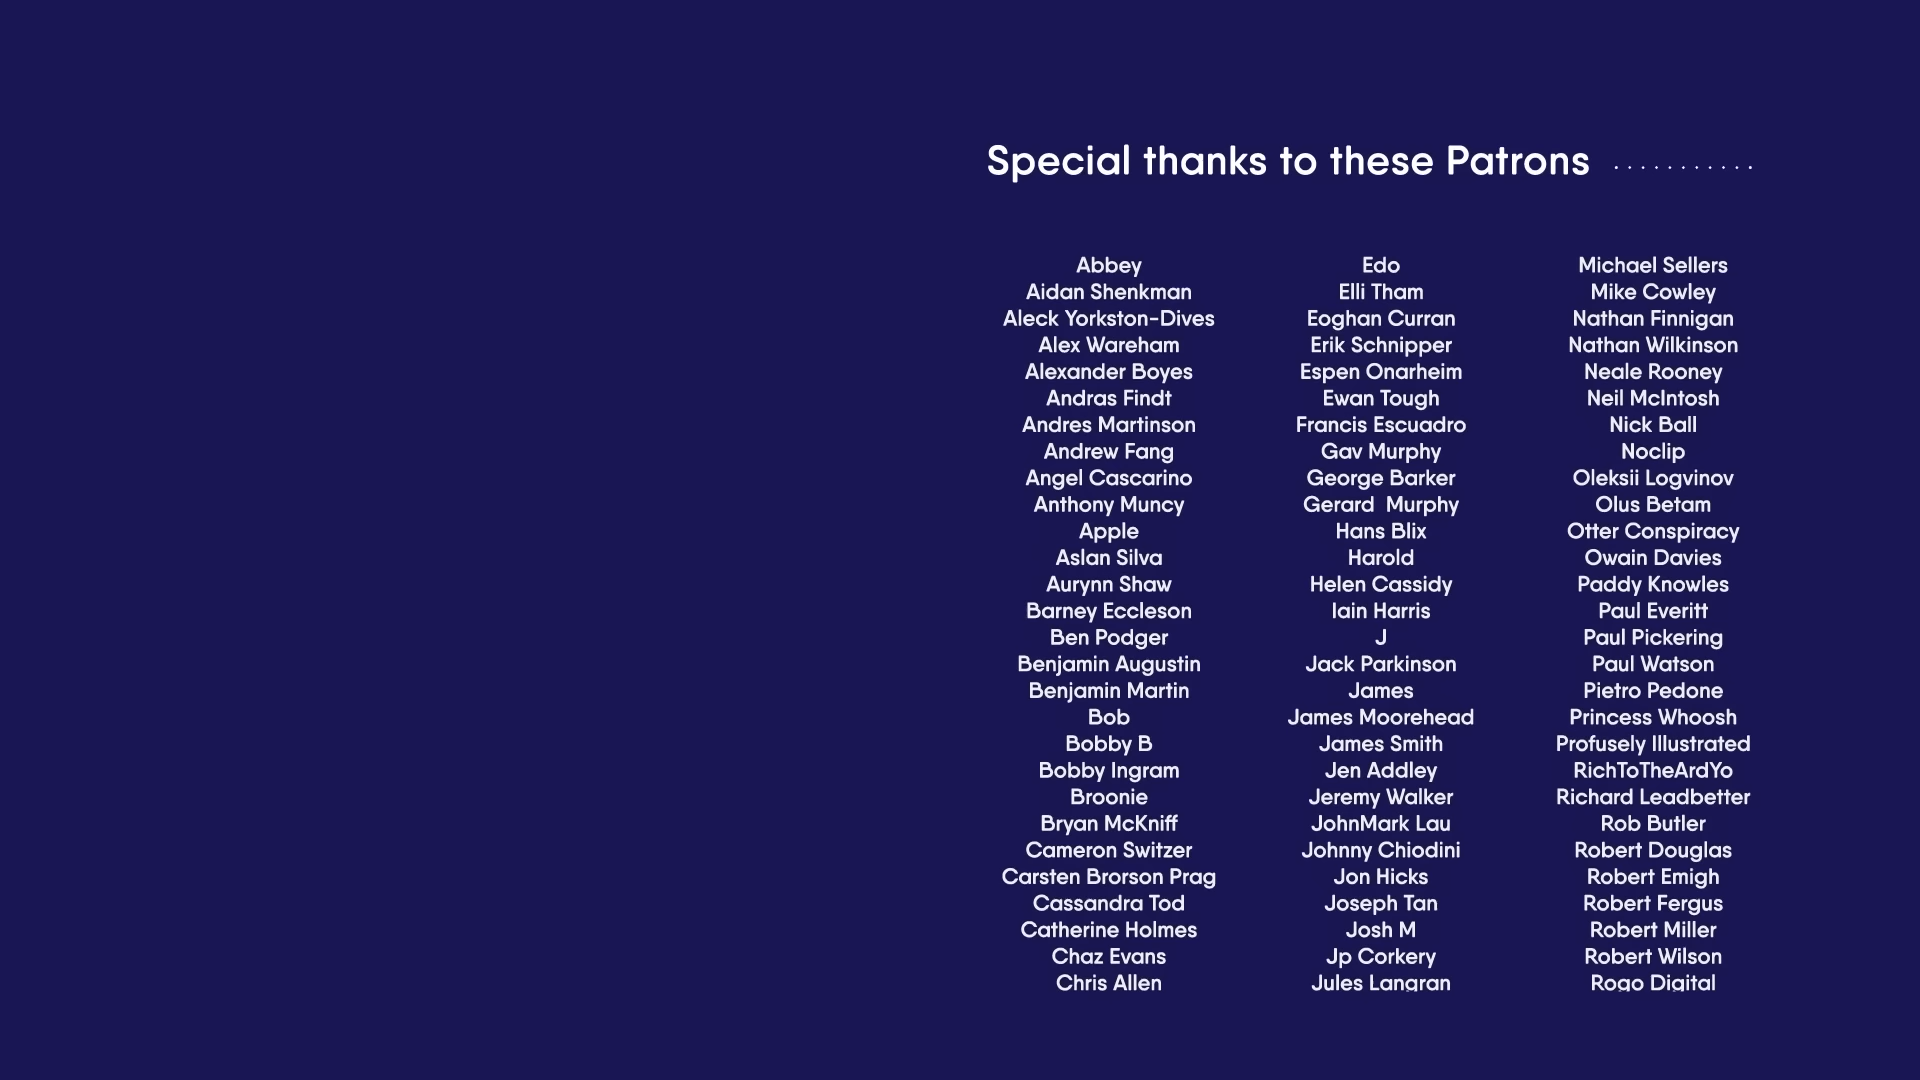 Special thanks to these Patrons ...........
Abbey
Aidan Shenkman
Aleck Yorkston-Dives
Alex Wareham
Alexander Boyes
Andras Findt
Andres Martinson
Andrew Fang
Angel Cascarino
Anthony Muncy
Apple
Aslan Silva
Aurynn Shaw
Barney Eccleson
Ben Podger
Benjamin Augustin
Benjamin Martin
Bob
Bobby B
Bobby Ingram
Broonie
Bryan McKniff
Cameron Switzer
Carsten Brorson Prag
Cassandra Tod
Catherine Holmes
Chaz Evans
Chris Allen
Edo
Elli Tham
Eoghan Curran
Erik Schnipper
Espen Onarheim
Ewan Tough
Francis Escuadro
Gav Murphy
George Barker
Gerard  Murphy
Hans Blix
Harold
Helen Cassidy
Iain Harris
J
Jack Parkinson
James
James Moorehead
James Smith
Jen Addley
Jeremy Walker
JohnMark Lau
Johnny Chiodini
Jon Hicks
Joseph Tan
Josh M
Jp Corkery
Jules Langran
Michael Sellers
Mike Cowley
Nathan Finnigan
Nathan Wilkinson
Neale Rooney
Neil McIntosh
Nick Ball
Noclip
Oleksii Logvinov
Olus Betam
Otter Conspiracy
Owain Davies
Paddy Knowles
Paul Everitt
Paul Pickering
Paul Watson
Pietro Pedone
Princess Whoosh
Profusely Illustrated
RichToTheArdYo
Richard Leadbetter
Rob Butler
Robert Douglas
Robert Emigh
Robert Fergus
Robert Miller
Robert Wilson
Rogo Digital